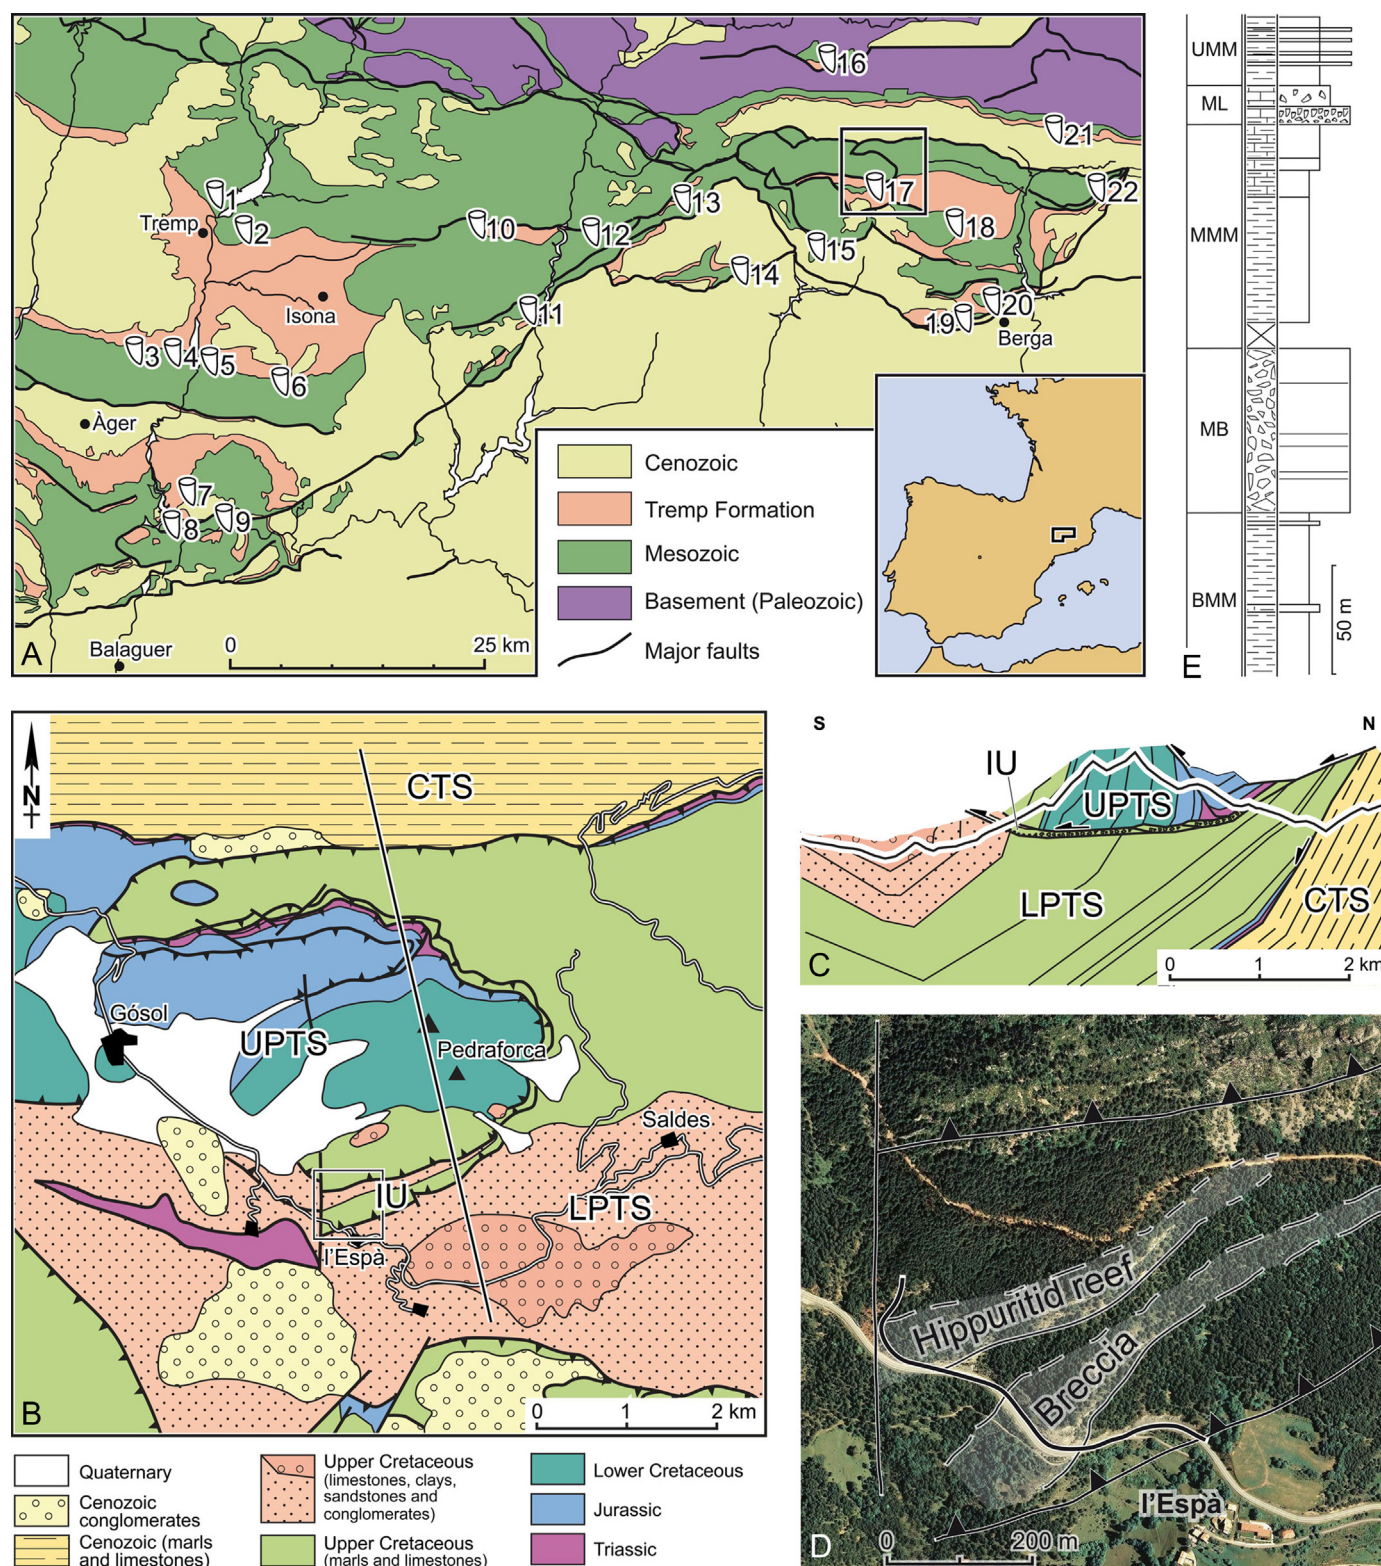 16
21
1
17
22
13
Tremp
2
10
12
18
15
14
Isona
11
20
19
Berga
3
4
5
6
Àger
7
8
9
Cenozoic
Tremp Formation
Mesozoic
Basement (Paleozoic)
Major faults
Balaguer
0
25 km
A
UMM
ML
MMM
MB
BMM
50 m
E
N
CTS
Gósol
UPTS
Pedraforca
Saldes
IU
LPTS
l'Espà
B
0
1
2 km
S
N
IU
UPTS
LPTS
CTS
C
0
1
2 km
Hippuritid reef
Breccia
l'Espà
D
0
200 m
Quaternary
Cenozoic
conglomerates
Cenozoic (marls
and limestones)
Upper Cretaceous
(limestones, clays,
sandstones and
conglomerates)
Upper Cretaceous
(marls and limestones)
Lower Cretaceous
Jurassic
Triassic